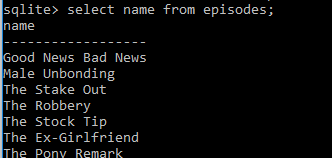 sqlite> select name from episodes;
name
------------------
Good News Bad News
Male Unbonding
The Stake Out
The Robbery
The Stock Tip
The Ex-Girlfriend
The Pony Remark